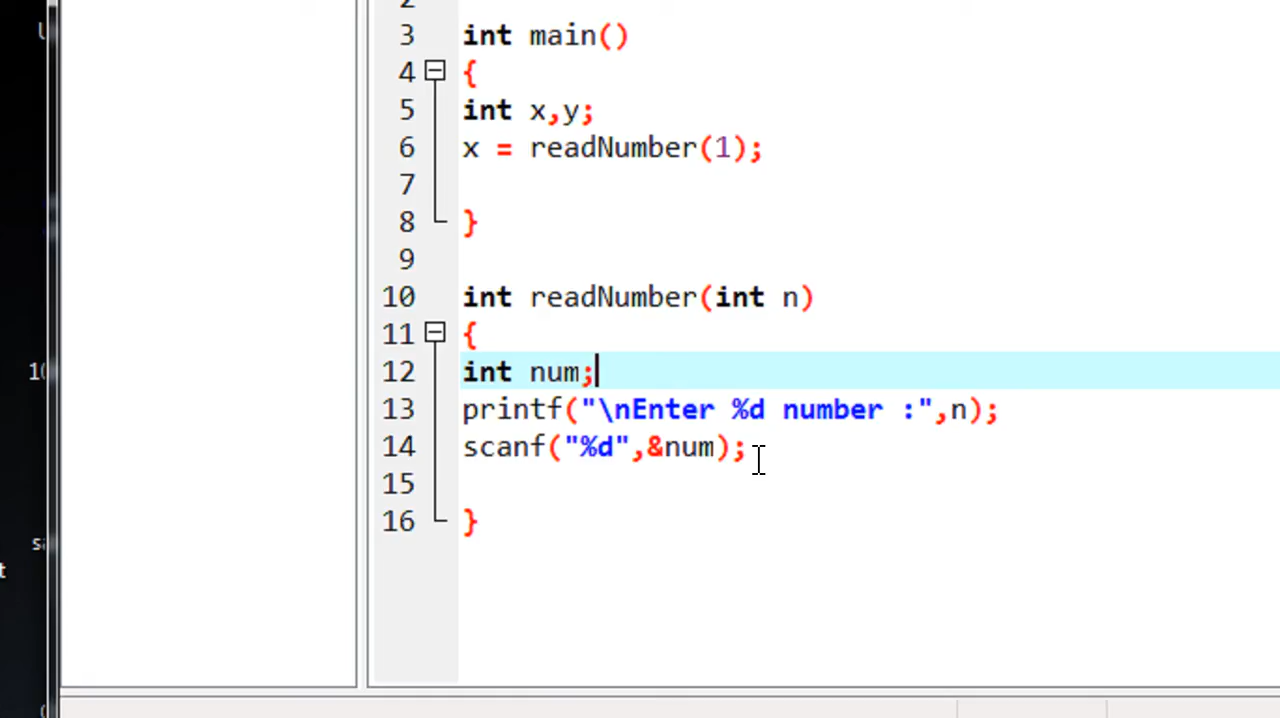 2
3 int main()
4 {
5 int x,y;
6 x = readNumber(1);
7
8 }
9
10 int readNumber(int n)
11 {
12 int num;
13 printf("\nEnter %d number :",n);
14 scanf("%d",&num);
15
16 }